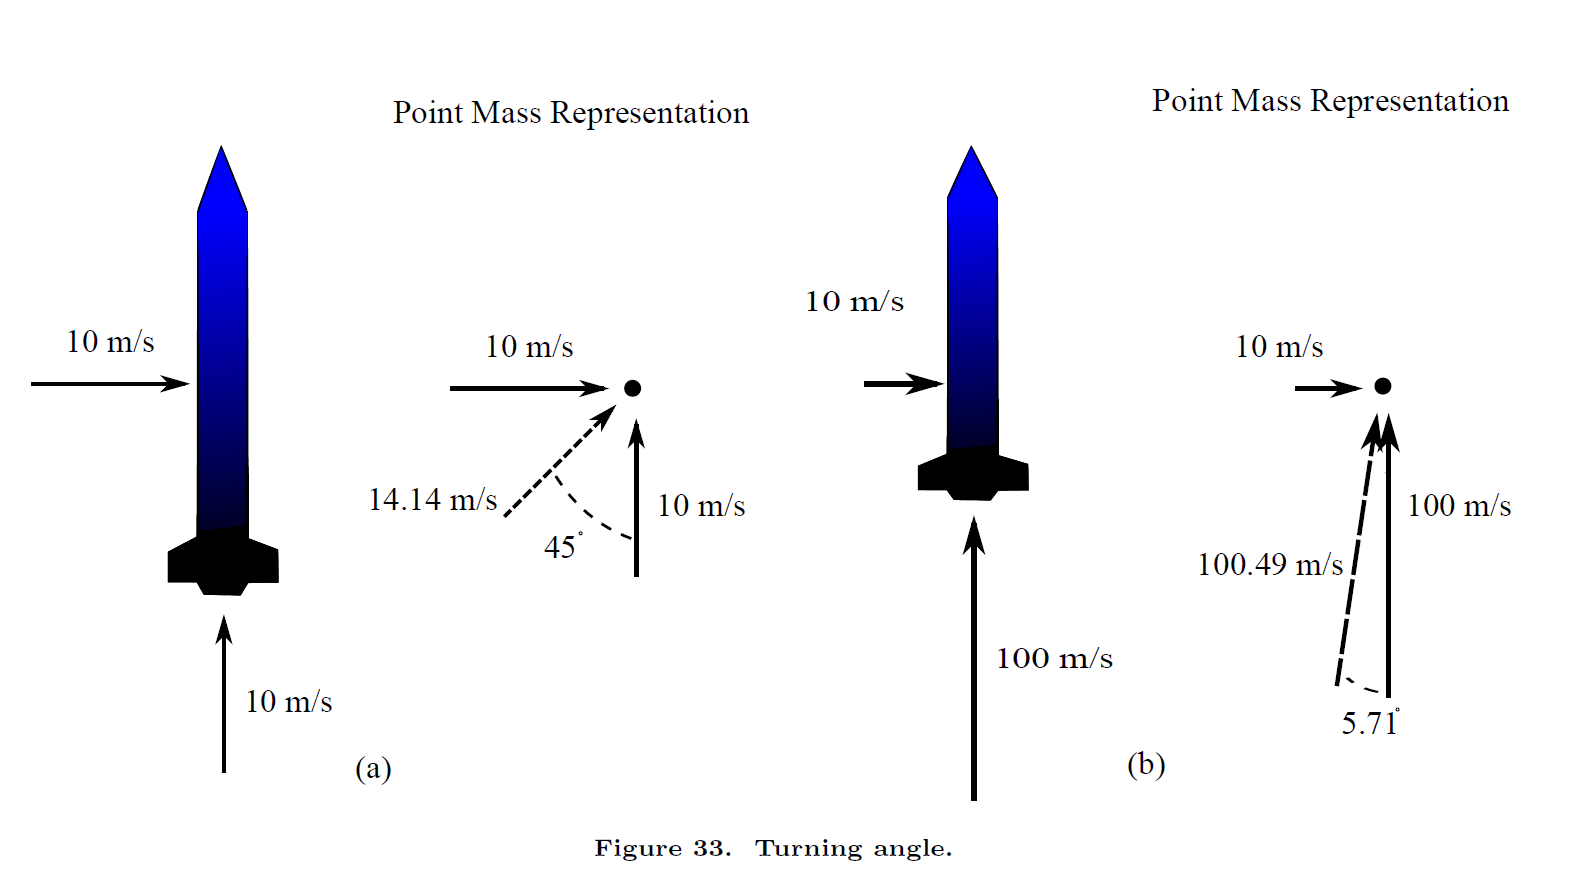 Point Mass Representation
10 m/s
10 m/s
14.14 m/s
10 m/s
45°
10 m/s
(a)
Point Mass Representation
10 m/s
10 m/s
100 m/s
100.49 m/s
100 m/s
5.71°
(b)
Figure 33. Turning angle.